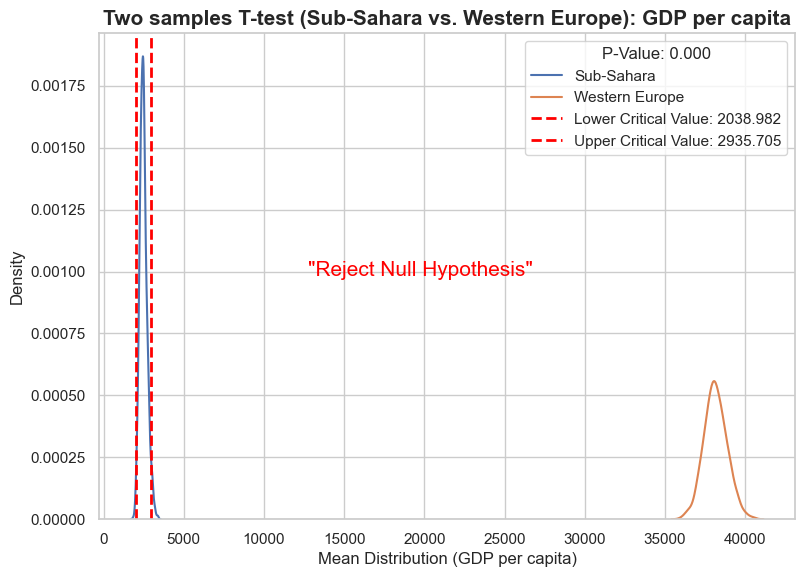 Two samples T-test (Sub-Sahara vs. Western Europe): GDP per capita
P-Value: 0.000
Sub-Sahara
Western Europe
Lower Critical Value: 2038.982
Upper Critical Value: 2935.705
"Reject Null Hypothesis"
Density
0.00175
0.00150
0.00125
0.00100
0.00075
0.00050
0.00025
0.00000
0 5000 10000 15000 20000 25000 30000 35000 40000
Mean Distribution (GDP per capita)